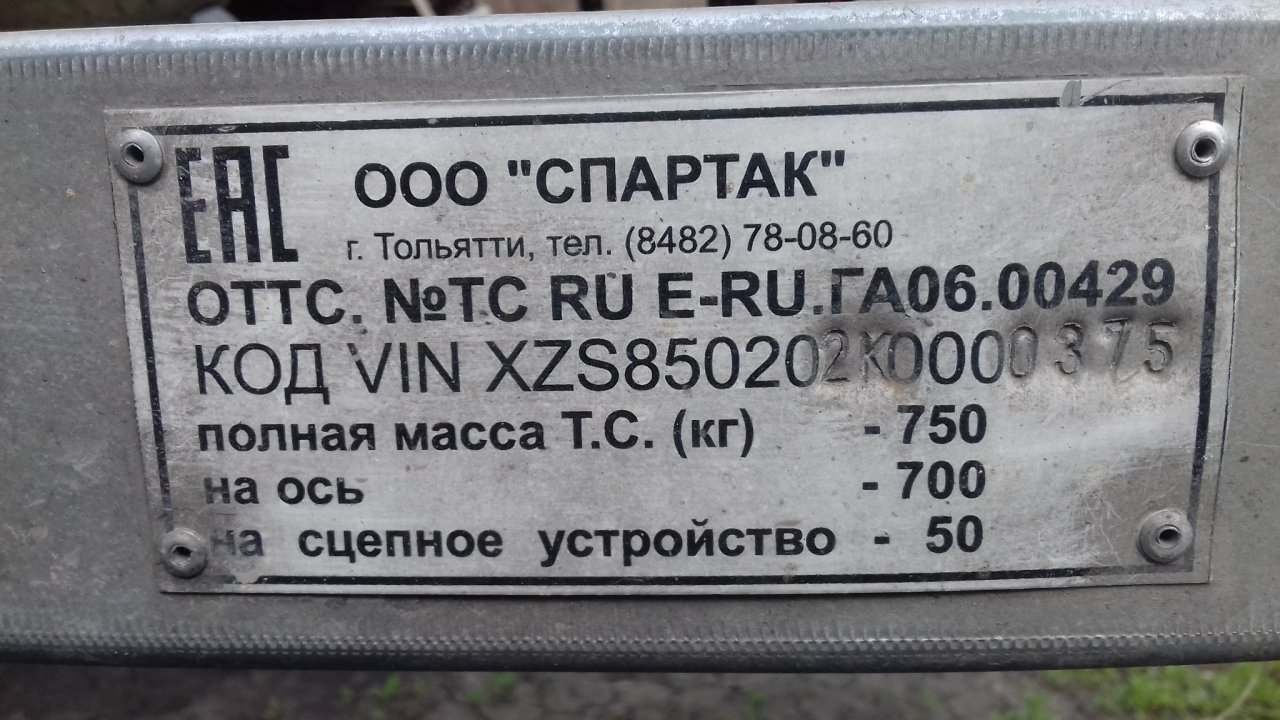 ЕАС ООО "СПАРТАК"
г. Тольятти, тел. (8482) 78-08-60
ОТТС. №ТС RU Е-RU.ГА06.00429
КОД VIN XZS850202K0000375
полная масса Т.С. (кг) - 750
на ось - 700
на сцепное устройство - 50